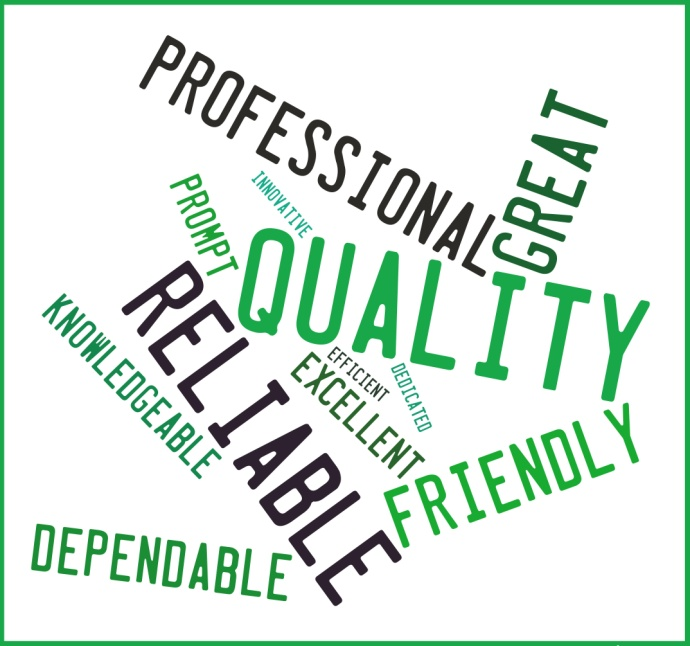 PROFESSIONAL
GREAT
INNOVATIVE
PROMPT
QUALITY
RELIABLE
KNOWLEDGEABLE
EFFICIENT
EXCELLENT
DEDICATED
FRIENDLY
DEPENDABLE